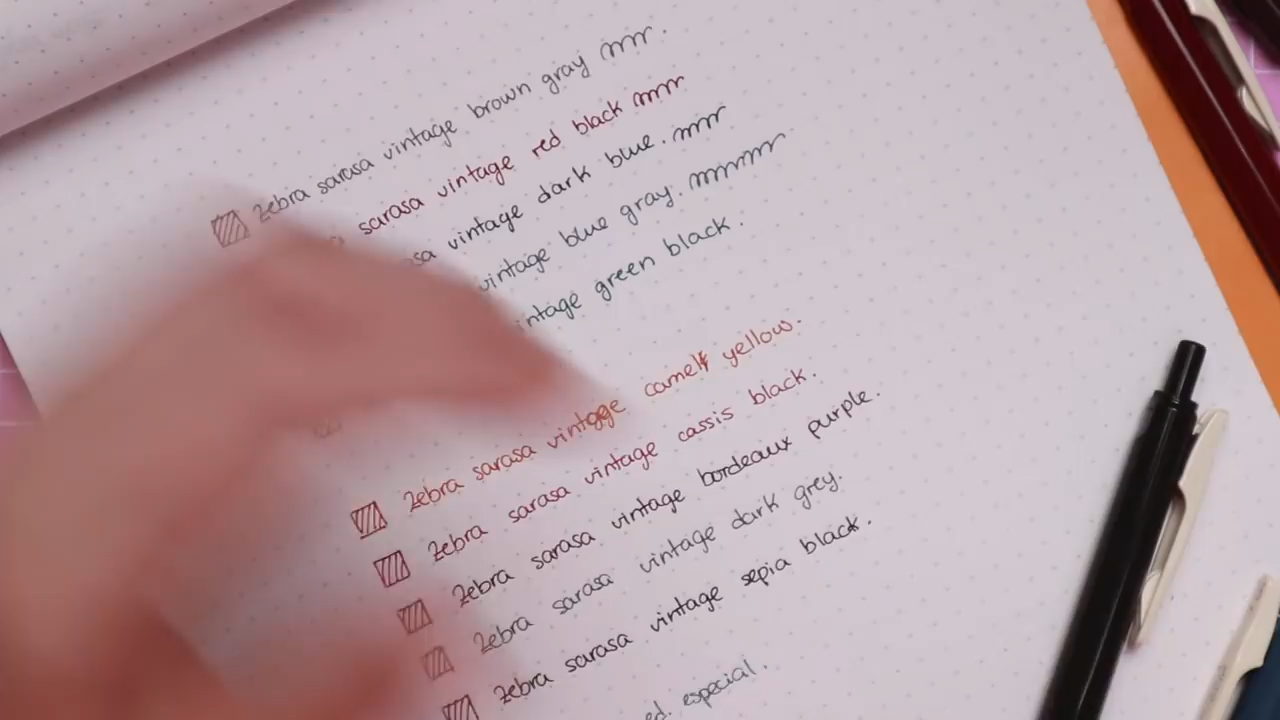 zebra sarasa vintage brown gray
sarasa vintage red black
vintage dark blue.
vintage blue gray.
green black.
zebra sarasa vintage camel yellow.
zebra sarasa vintage cassis black.
zebra sarasa vintage bordeaux purple.
zebra sarasa vintage dark grey.
zebra sarasa vintage sepia black.
especial.